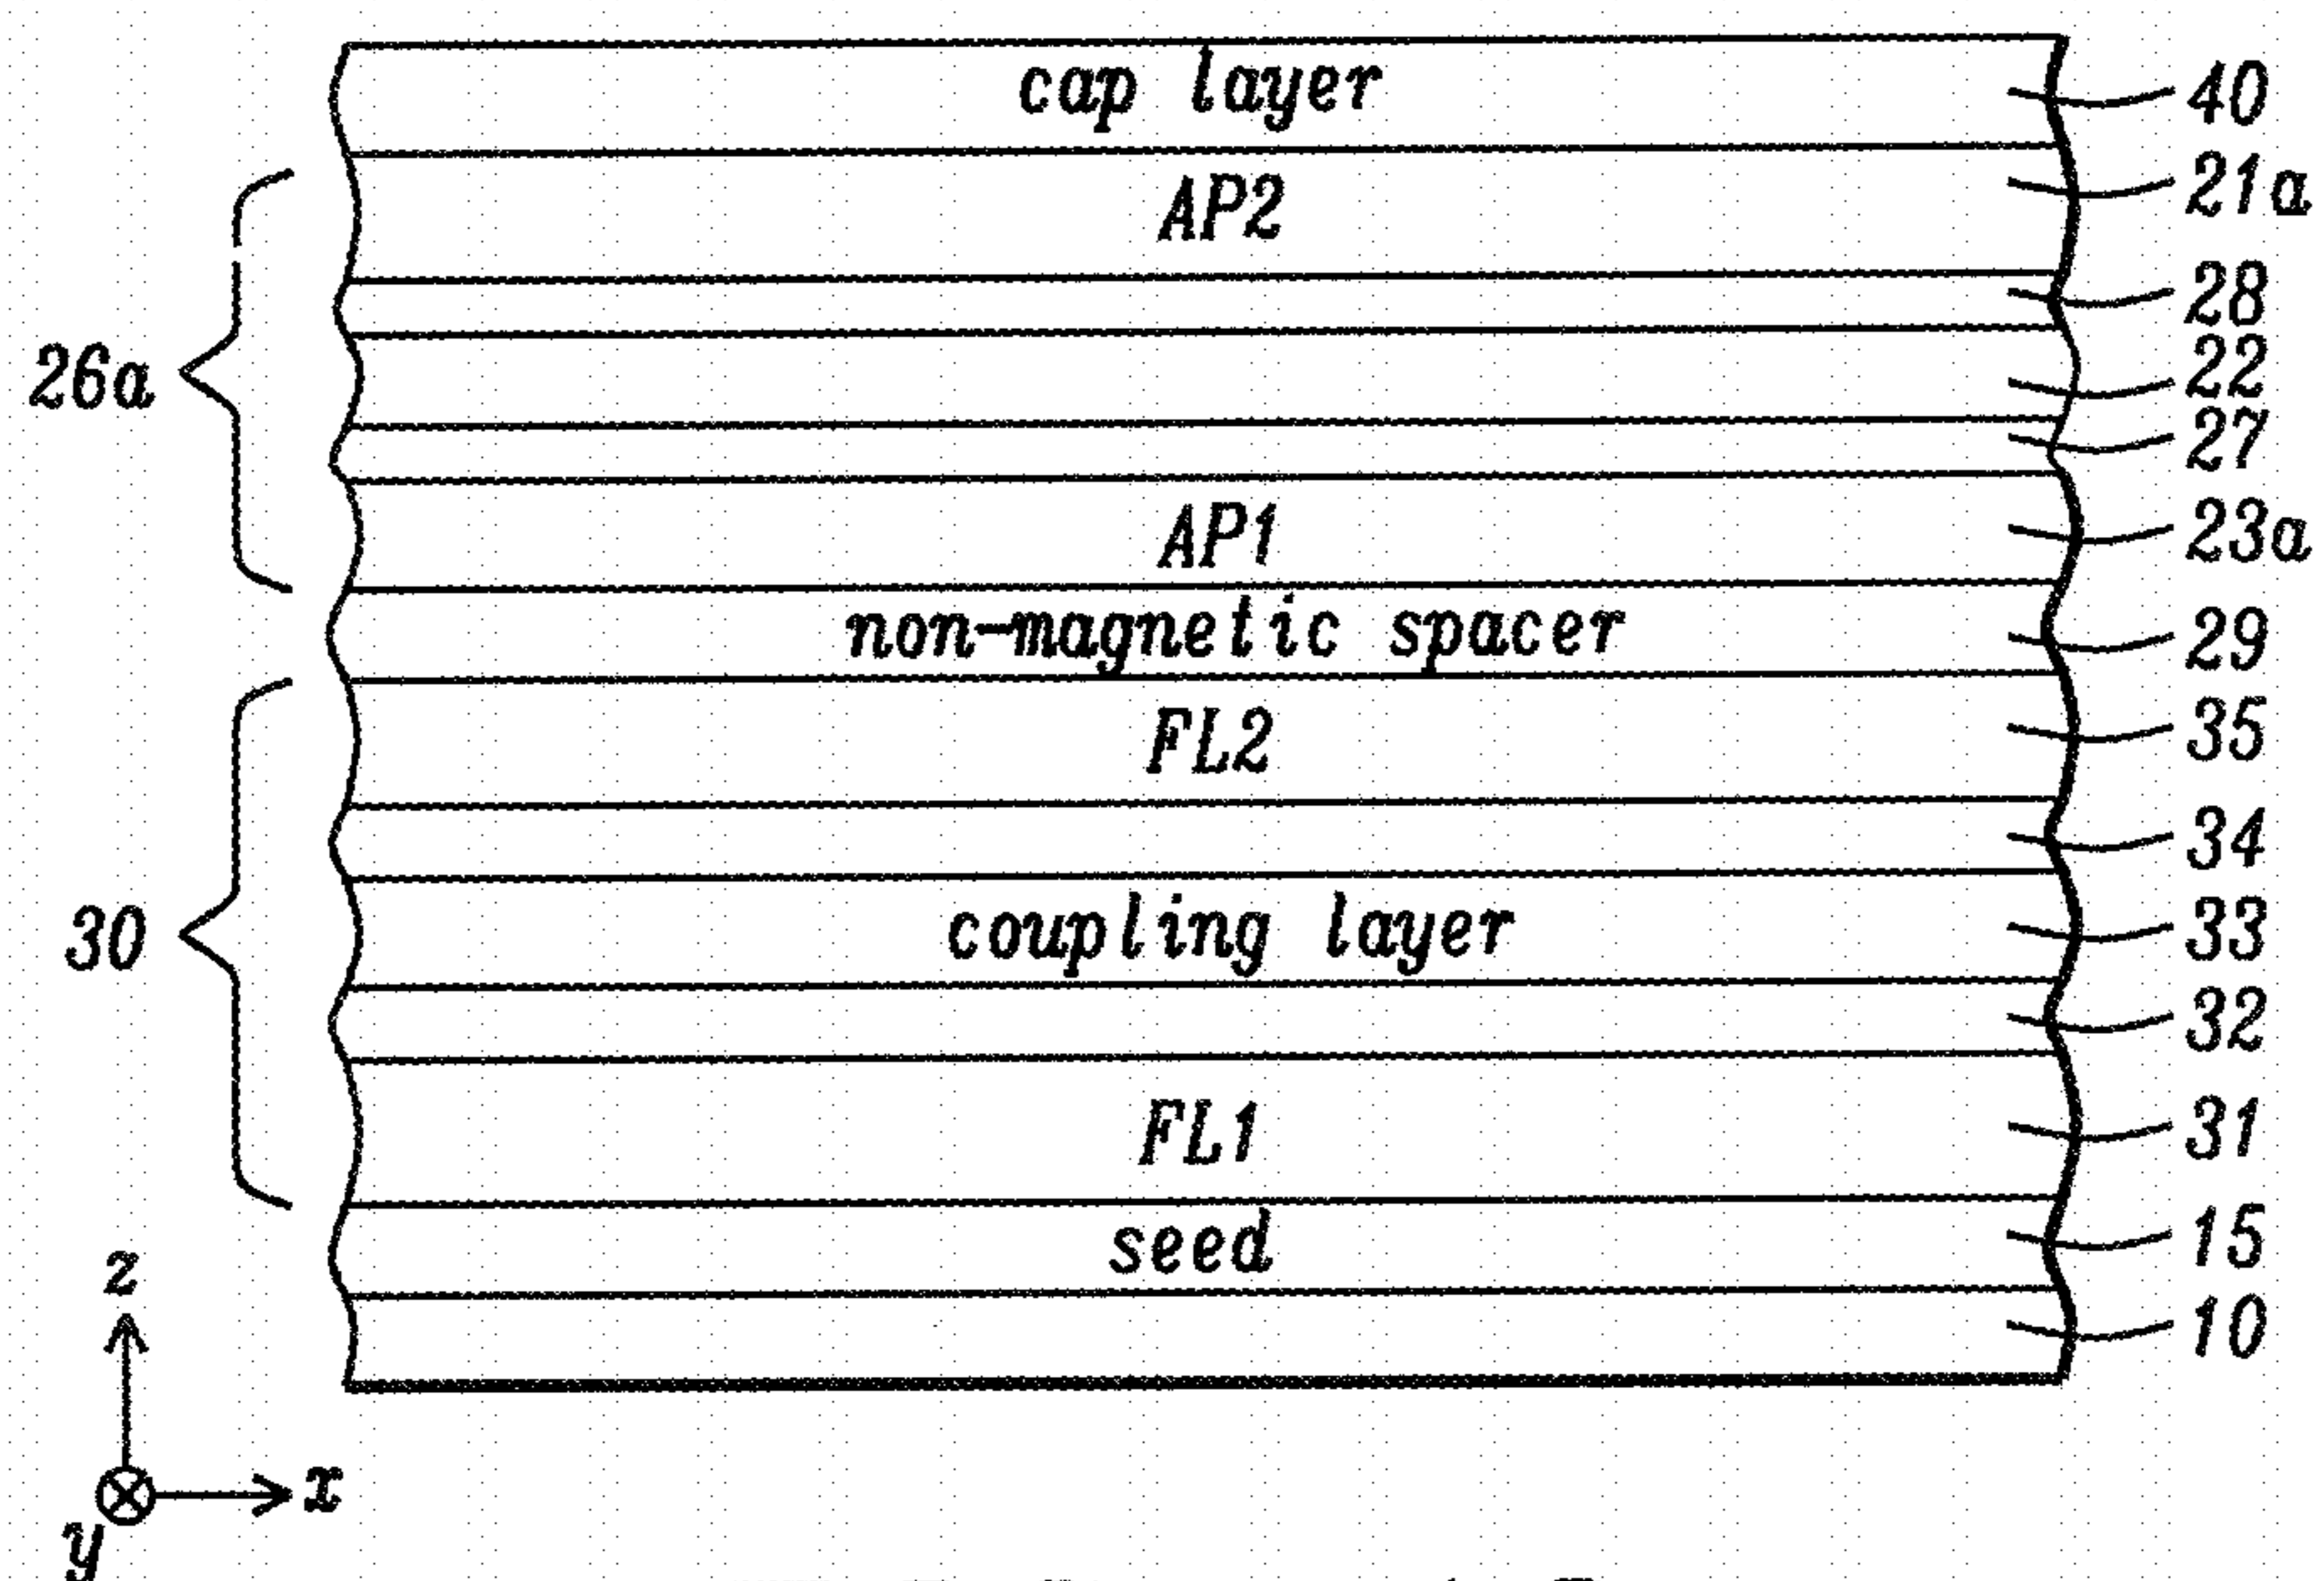 cap layer 40
AP2 21a
28
26a 22
27
AP1 23a
non-magnetic spacer 29
FL2 35
34
30 coupling layer 33
32
FL1 31
seed 15
z
10
x
y